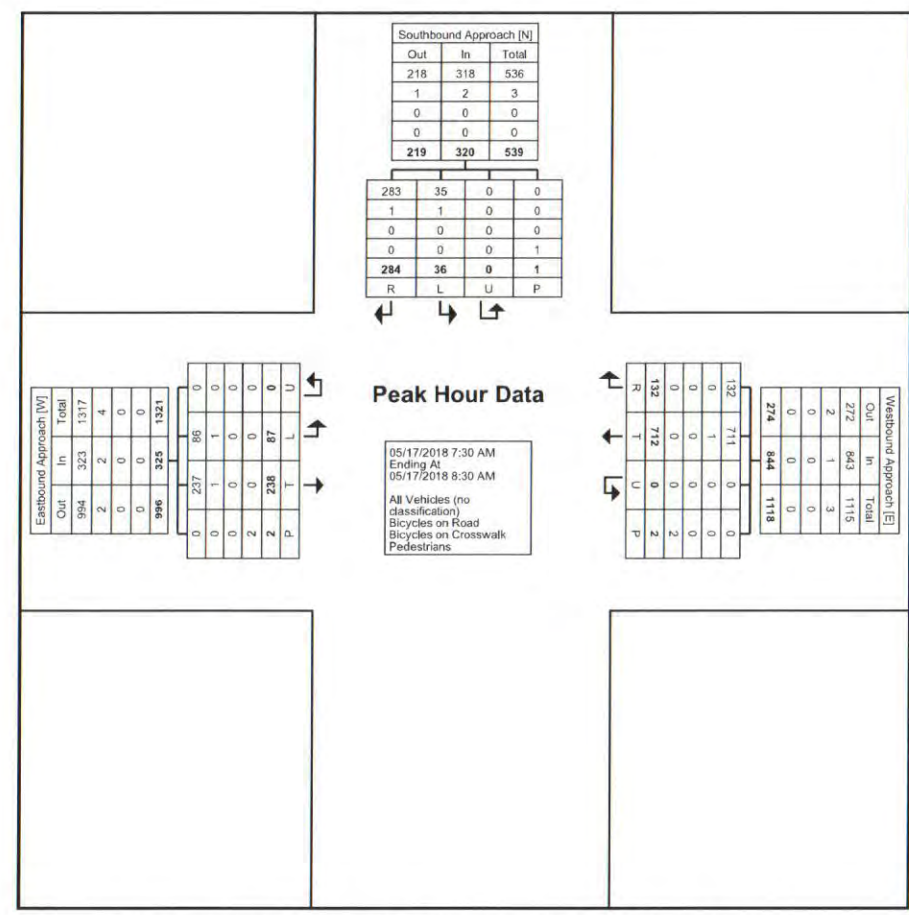 Southbound Approach [N]
Out In Total
218 318 536
1 2 3
0 0 0
0 0 0
219 320 539
283 35 0 0
1 1 0 0
0 0 0 0
0 0 0 1
284 36 0 1
R L U P
Eastbound Approach [W]
Out In Total
994 323 1317
2 2 4
0 0 0
0 0 0
996 325 1321
0 237 86 0
0 1 1 0
0 0 0 0
2 0 0 0
2 238 87 0
P T L U
Peak Hour Data
05/17/2018 7:30 AM
Ending At
05/17/2018 8:30 AM
All Vehicles (no
classification)
Bicycles on Road
Bicycles on Crosswalk
Pedestrians
Westbound Approach [E]
Out In Total
272 843 1115
2 1 3
0 0 0
0 0 0
274 844 1118
132 711 0 0
0 1 0 0
0 0 0 0
0 0 0 2
132 712 0 2
R T U P